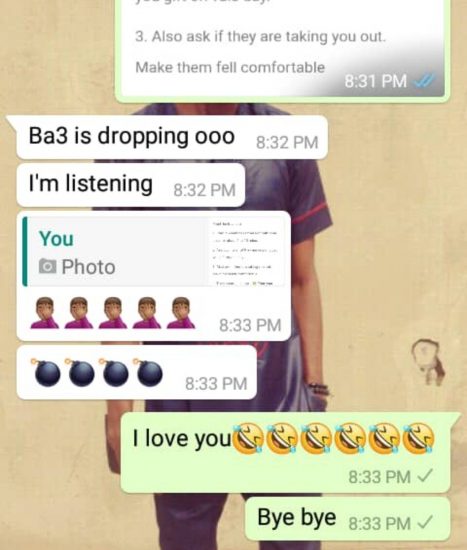 3. Also ask if they are taking you out.
Make them fell comfortable
8:31 PM
Ba3 is dropping ooo 8:32 PM
I'm listening 8:32 PM
You
Photo
8:33 PM
8:33 PM
I love you
8:33 PM
Bye bye 8:33 PM